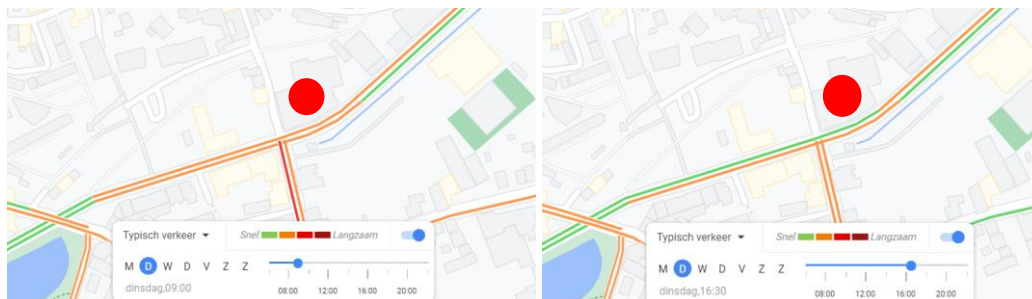 Typisch verkeer
Snel Langzaam
M D W D V Z Z
dinsdag,09:00
08:00 12:00 16:00 20:00
Typisch verkeer
Snel Langzaam
M D W D V Z Z
dinsdag,16:30
08:00 12:00 16:00 20:00